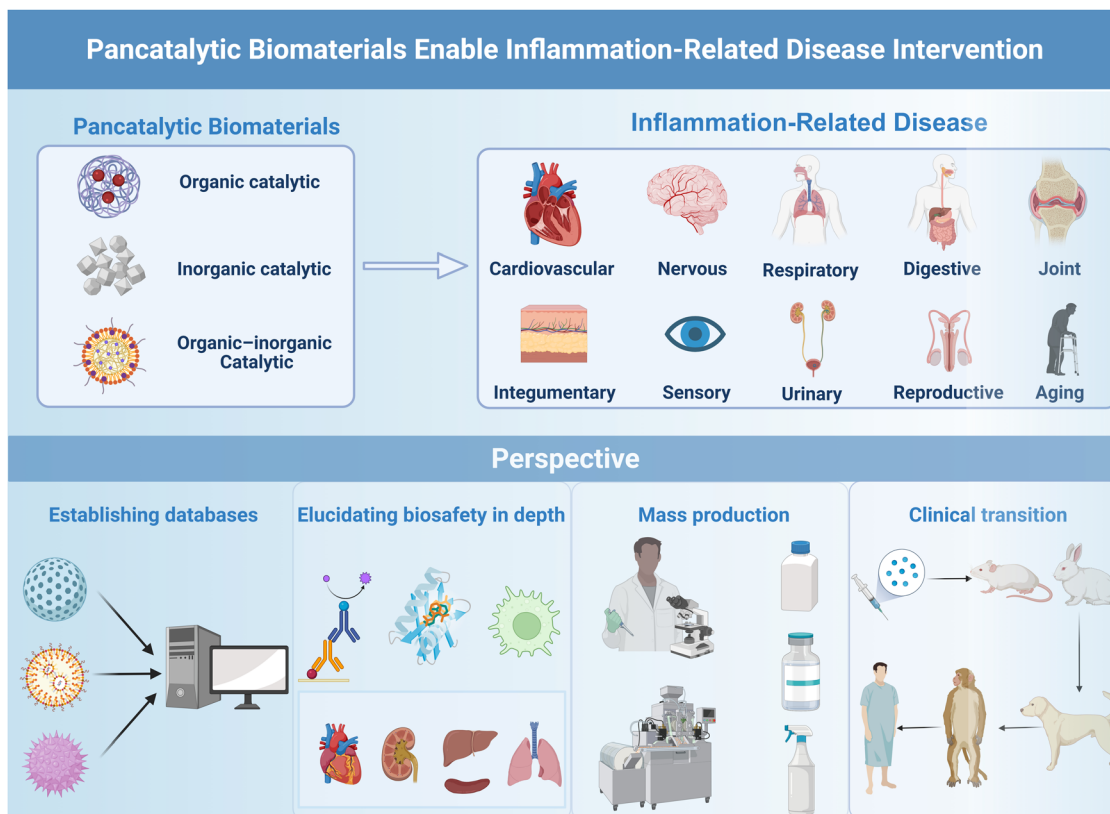 Pancatalytic Biomaterials Enable Inflammation-Related Disease Intervention
Pancatalytic Biomaterials
Organic catalytic
Inorganic catalytic
Organic–inorganic
Catalytic
Inflammation-Related Disease
Cardiovascular
Nervous
Respiratory
Digestive
Joint
Integumentary
Sensory
Urinary
Reproductive
Aging
Perspective
Establishing databases
Elucidating biosafety in depth
Mass production
Clinical transition